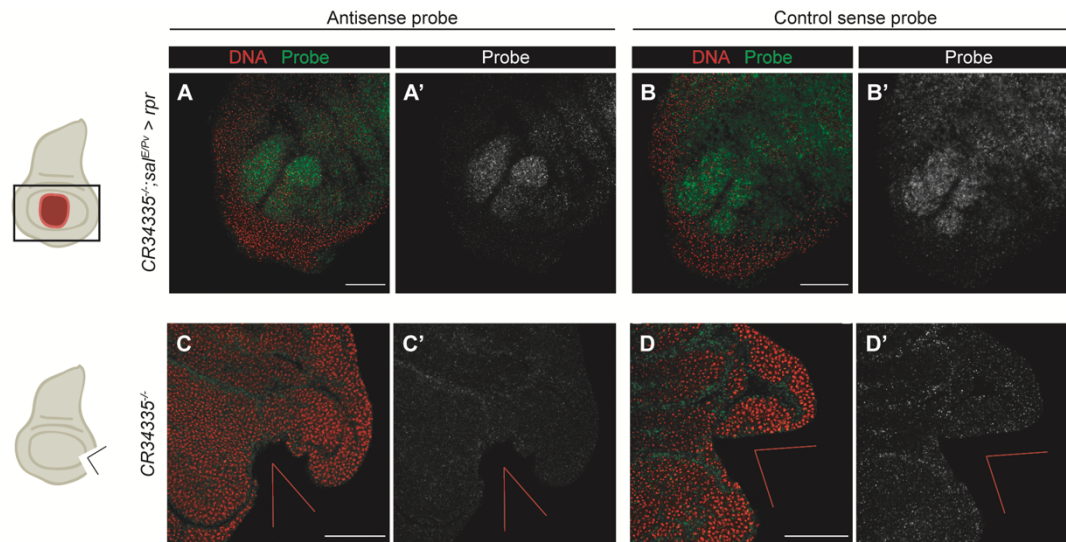 Antisense probe Control sense probe
DNA Probe Probe DNA Probe Probe
CR34335-/-;salE/Pv > rpr
A A' B B'
CR34335-/-
C C' D D'